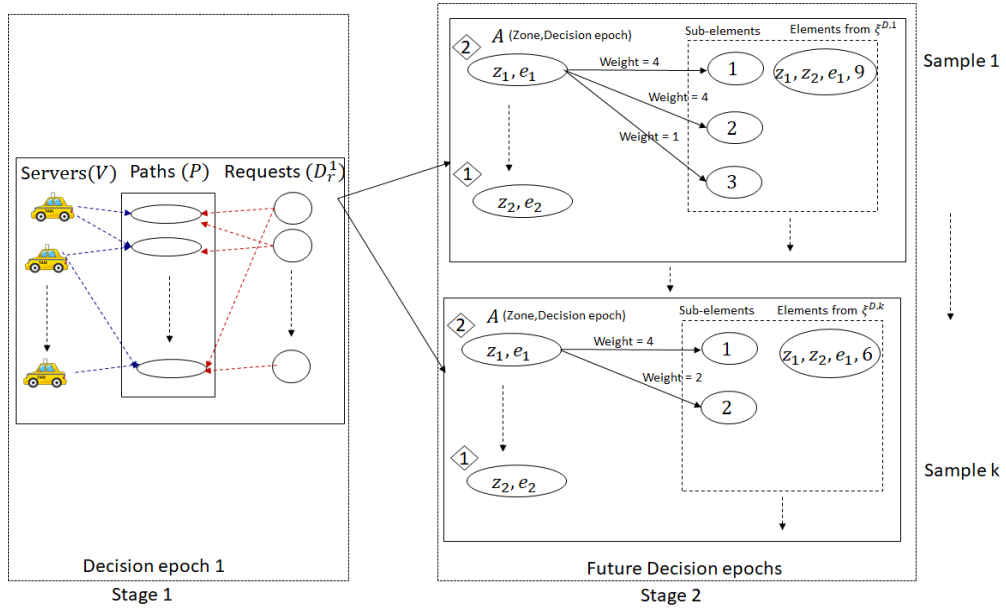 Servers(V) Paths (P) Requests (D_r^1)
TAXI
TAXI
TAXI
Decision epoch 1
Stage 1
2
A (Zone,Decision epoch)
Sub-elements
Elements from ξ^{D,1}
z_1, e_1
Weight = 4
1
z_1, z_2, e_1, 9
Weight = 4
2
Weight = 1
3
1
z_2, e_2
Sample 1
2
A (Zone,Decision epoch)
Sub-elements
Elements from ξ^{D,k}
z_1, e_1
Weight = 4
1
z_1, z_2, e_1, 6
Weight = 2
2
1
z_2, e_2
Sample k
Future Decision epochs
Stage 2